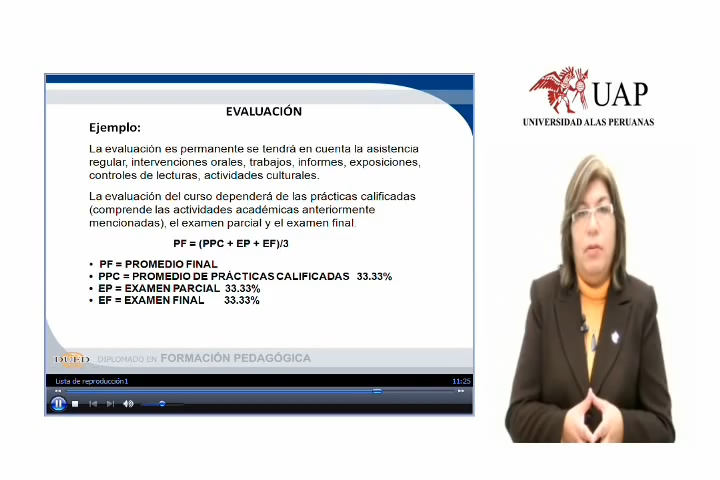 EVALUACIÓN
Ejemplo:
La evaluación es permanente se tendrá en cuenta la asistencia
regular, intervenciones orales, trabajos, informes, exposiciones,
controles de lecturas, actividades culturales.
La evaluación del curso dependerá de las prácticas calificadas
(comprende las actividades académicas anteriormente
mencionadas), el examen parcial y el examen final.
PF = (PPC + EP + EF)/3
• PF = PROMEDIO FINAL
• PPC = PROMEDIO DE PRÁCTICAS CALIFICADAS 33.33%
• EP = EXAMEN PARCIAL 33.33%
• EF = EXAMEN FINAL 33.33%
DUED DIPLOMADO EN FORMACIÓN PEDAGÓGICA
Lista de reproducción1 11:25
UAP
UNIVERSIDAD ALAS PERUANAS